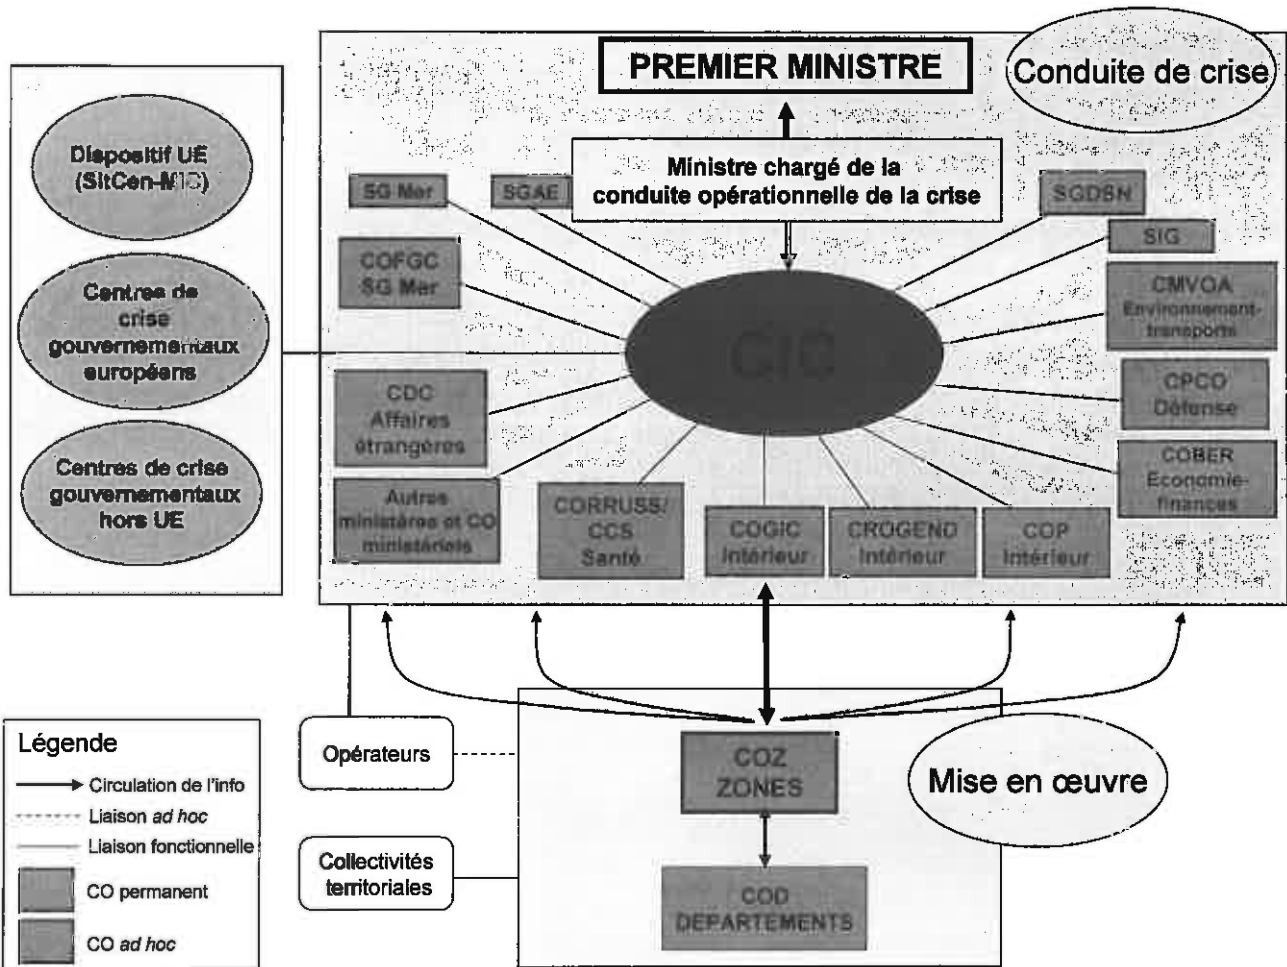 PREMIER MINISTRE
Conduite de crise
Dispositif UE
Ministre chargé de la
conduite opérationnelle de la crise
SG Mer
SGAE
SGDSN
SIG
COFGC
SG Mer
CMVOA
Environnement-
transports
Centres de
crise
gouvernementaux
européens
CIC
CDC
Affaires
étrangères
CPCO
Défense
Centres de crise
gouvernementaux
hors UE
COBER
Economie-
finances
Autres
ministères et CO
ministériels
CORRUSS/
CCS
Santé
COGIC
Intérieur
CROGEND
Intérieur
COP
Intérieur
Légende
Circulation de l'info
Liaison ad hoc
Liaison fonctionnelle
CO permanent
CO ad hoc
Opérateurs
Collectivités
territoriales
COZ
ZONES
Mise en œuvre
COD
DEPARTEMENTS